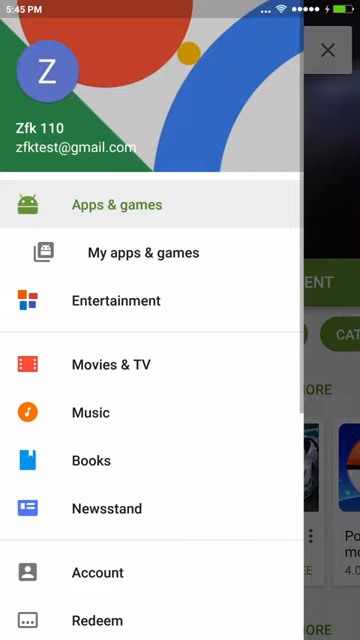 5:45 PM
Z
Zfk 110
zfktest@gmail.com
Apps & games
My apps & games
Entertainment
Movies & TV
Music
Books
Newsstand
Account
Redeem
ENT
CAT
ORE
Po
mo
4.0
EE
ORE